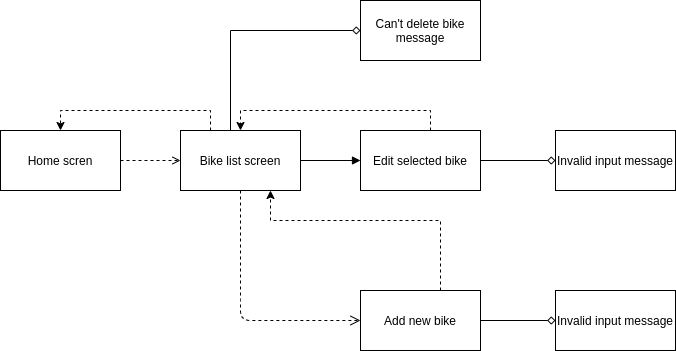 Can't delete bike
message
Home scren
Bike list screen
Edit selected bike
Invalid input message
Add new bike
Invalid input message